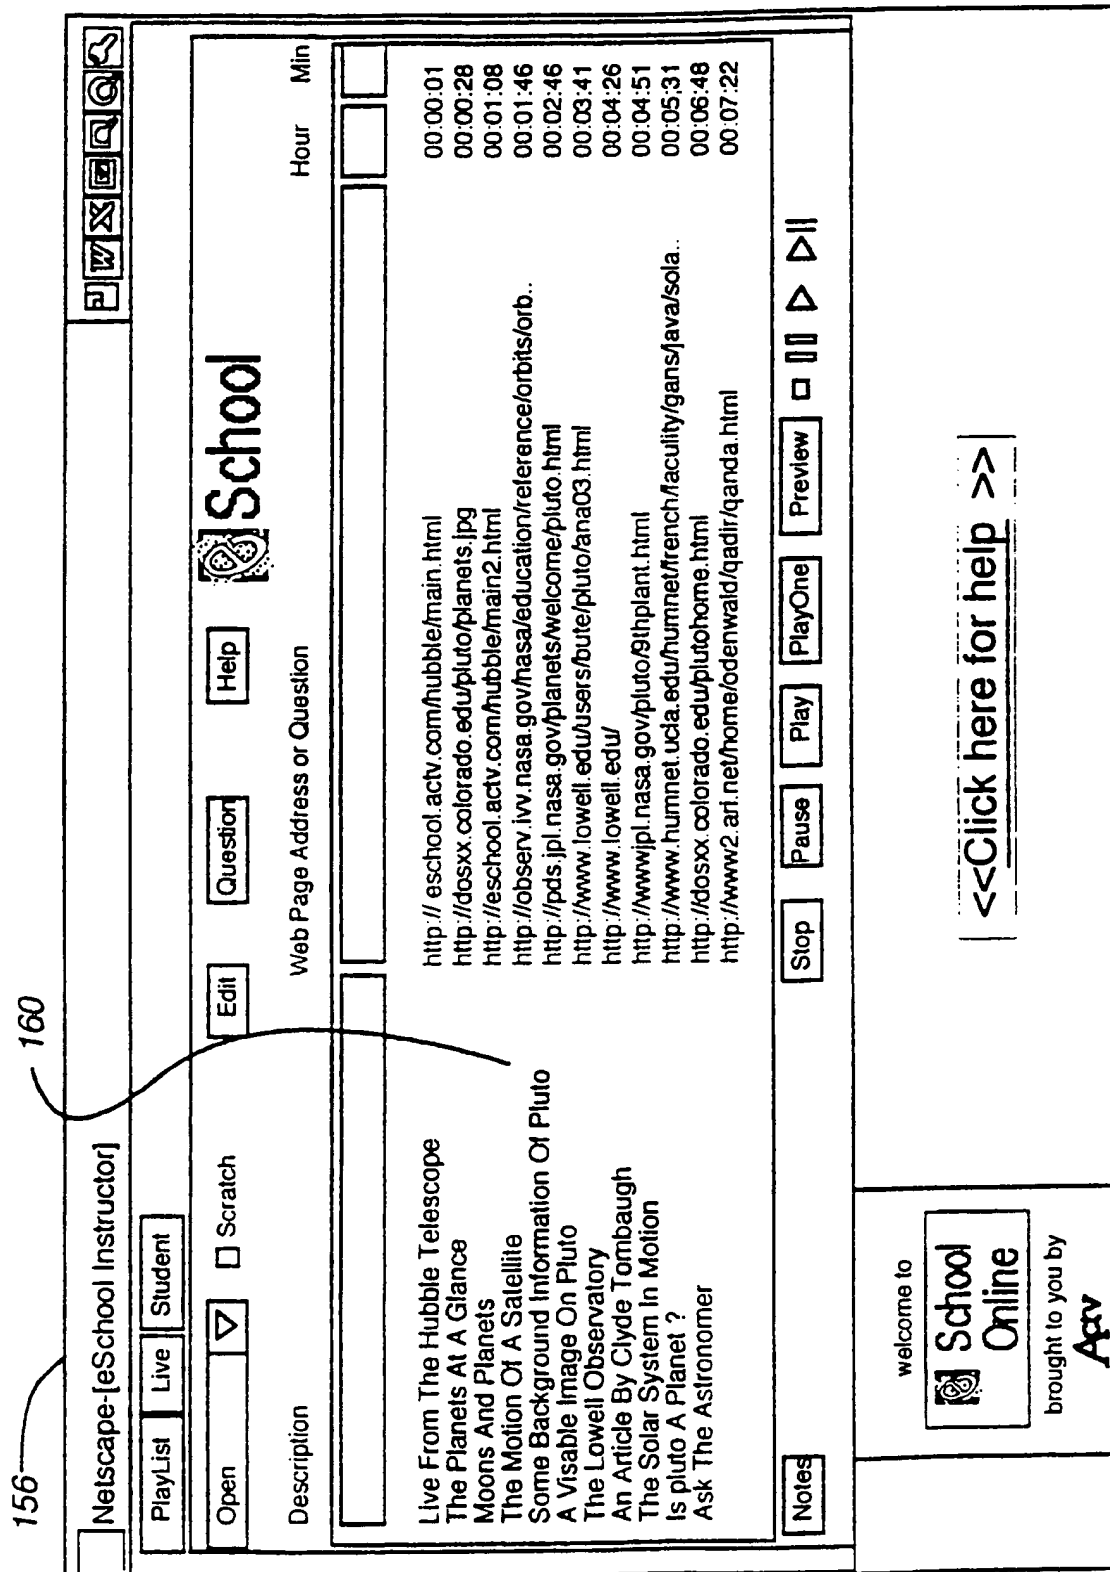 156
160
Netscape-[eSchool Instructor]
PlayList Live Student
Open Scratch Edit Question Help School
Description Web Page Address or Question Hour Min
Live From The Hubble Telescope http:// eschool.actv.com/hubble/main.html 00:00:01
The Planets At A Glance http://dosxx.colorado.edu/pluto/planets.jpg 00:00:28
Moons And Planets http://eschool.actv.com/hubble/main2.html 00:01:08
The Motion Of A Satellite http://observ.ivv.nasa.gov/nasa/education/reference/orbits/orb.. 00:01:46
Some Background Information Of Pluto http://pds.jpl.nasa.gov/planets/welcome/pluto.html 00:02:46
A Visable Image On Pluto http://www.lowell.edu/users/bute/pluto/ana03.html 00:03:41
The Lowell Observatory http://www.lowell.edu/ 00:04:26
An Article By Clyde Tombaugh http://wwwjpl.nasa.gov/pluto/9thplant.html 00:04:51
The Solar System In Motion http://www.humnet.ucla.edu/humnet/french/faculity/gans/java/sola.. 00:05;31
Is pluto A Planet ? http://dosxx.colorado.edu/plutohome.html 00:06:48
Ask The Astronomer http://www2.ari.net/home/odenwald/qadir/qanda.html 00:07:22
Notes Stop Pause Play PlayOne Preview
welcome to
School
Online
brought to you by
Actv
<<Click here for help >>